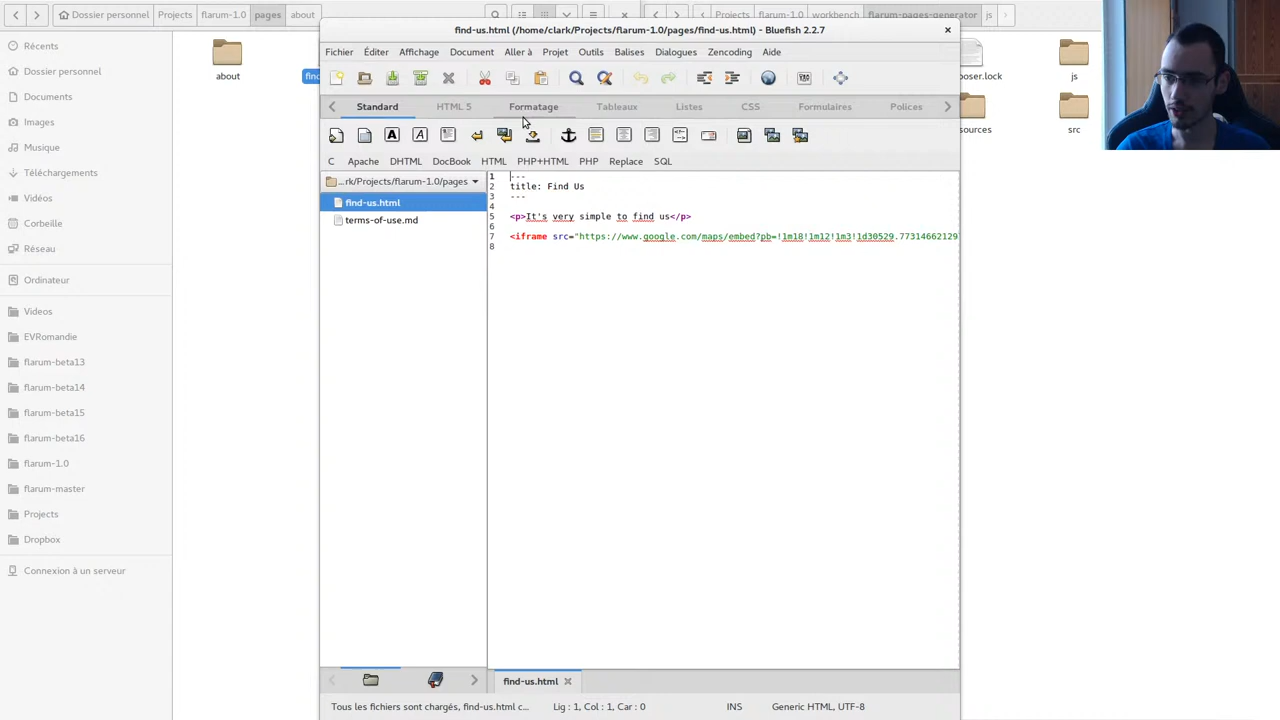 Dossier personnel Projects flarum-1.0 pages about
Projects flarum-1.0 workbench flarum-pages-generator js
find-us.html (/home/clark/Projects/flarum-1.0/pages/find-us.html) - Bluefish 2.2.7
Fichier Éditer Affichage Document Aller à Projet Outils Balises Dialogues Encoding Aide
Standard HTML 5 Formatage Tableaux Listes CSS Formulaires Polices
C Apache DHTML DocBook HTML PHP+HTML PHP Replace SQL
...rk/Projects/flarum-1.0/pages
find-us.html
terms-of-use.md
1 ---
2 title: Find Us
3 ---
4
5 <p>It's very simple to find us</p>
6
7 <iframe src="https://www.google.com/maps/embed?pb=!1m18!1m12!1m3!1d30529.77314662129
8
find-us.html
Tous les fichiers sont chargés, find-us.html c... Lig : 1, Col : 1, Car : 0 INS Generic HTML, UTF-8
Récents
Dossier personnel
Documents
Images
Musique
Téléchargements
Vidéos
Corbeille
Réseau
Ordinateur
Videos
EVRomandie
flarum-beta13
flarum-beta14
flarum-beta15
flarum-beta16
flarum-1.0
flarum-master
Projects
Dropbox
Connexion à un serveur
about
js
src